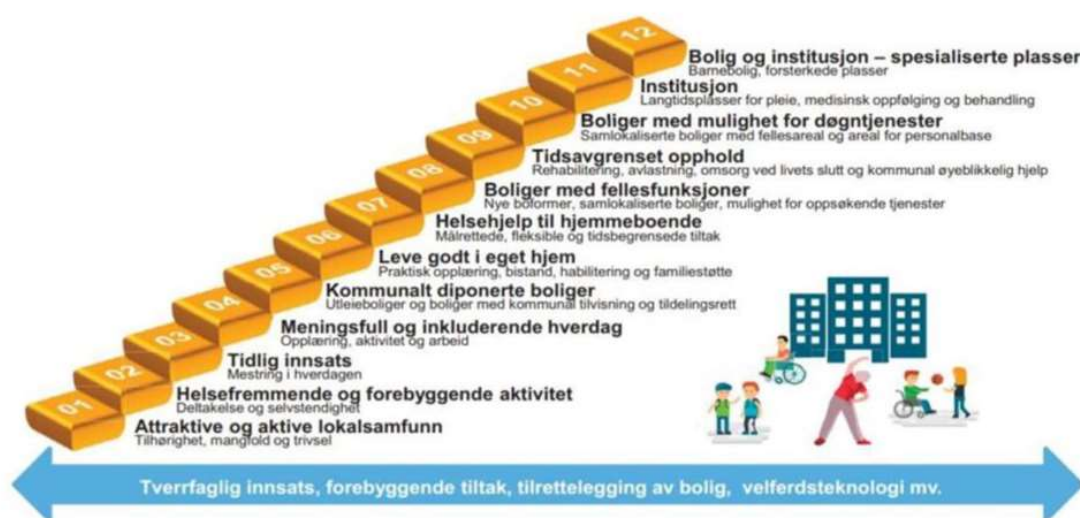 12
Bolig og institusjon – spesialiserte plasser
Barnebolig, forsterkede plasser
11
Institusjon
Langtidsplasser for pleie, medisinsk oppfølging og behandling
10
Boliger med mulighet for døgntjenester
Samlokaliserte boliger med fellesareal og areal for personalbase
09
Tidsavgrenset opphold
Rehabilitering, avlastning, omsorg ved livets slutt og kommunal øyeblikkelig hjelp
08
Boliger med fellesfunksjoner
Nye boformer, samlokaliserte boliger, mulighet for oppsøkende tjenester
07
Helsehjelp til hjemmeboende
Målrettede, fleksible og tidsbegrensede tiltak
06
Leve godt i eget hjem
Praktisk opplæring, bistand, habilitering og familiestøtte
05
Kommunalt diponerte boliger
Utleieboliger og boliger med kommunal tilvisning og tildelingsrett
04
Meningsfull og inkluderende hverdag
Opplæring, aktivitet og arbeid
03
Tidlig innsats
Mestring i hverdagen
02
Helsefremmende og forebyggende aktivitet
Deltakelse og selvstendighet
01
Attraktive og aktive lokalsamfunn
Tilhørighet, mangfold og trivsel
Tverrfaglig innsats, forebyggende tiltak, tilrettelegging av bolig, velferdsteknologi mv.